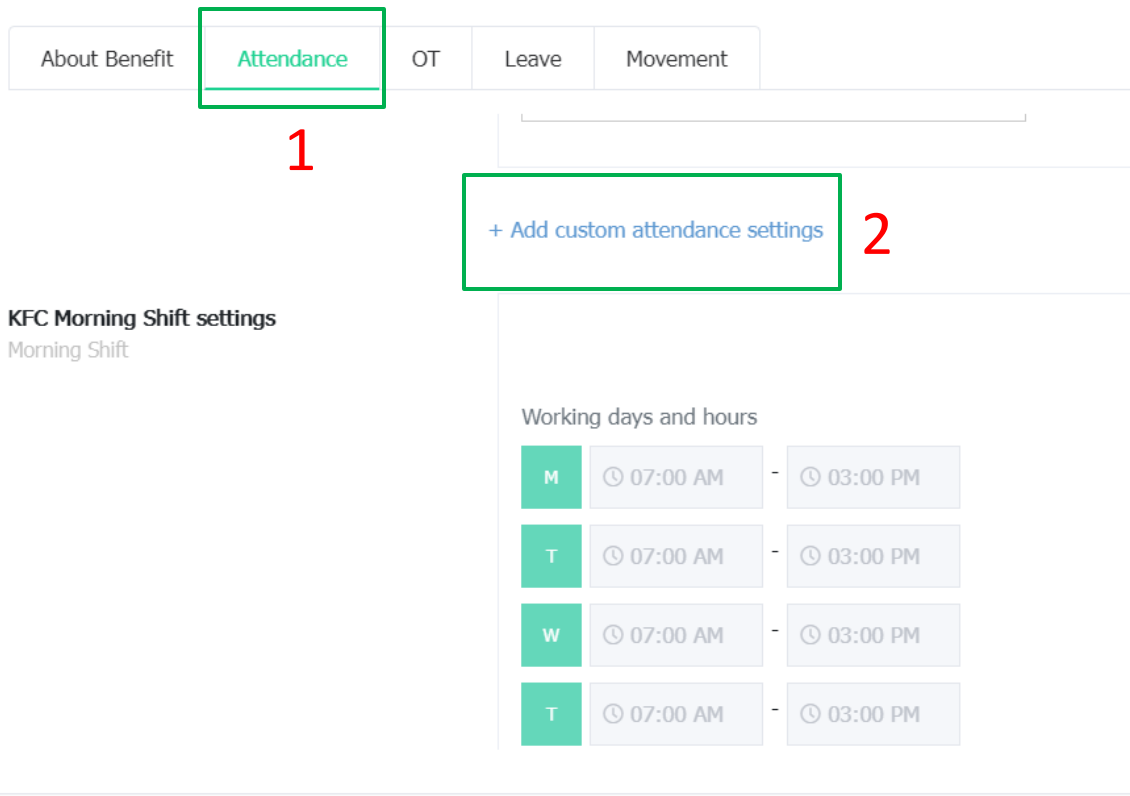 About Benefit Attendance OT Leave Movement
1
+ Add custom attendance settings 2
KFC Morning Shift settings
Morning Shift
Working days and hours
M 07:00 AM - 03:00 PM
T 07:00 AM - 03:00 PM
W 07:00 AM - 03:00 PM
T 07:00 AM - 03:00 PM